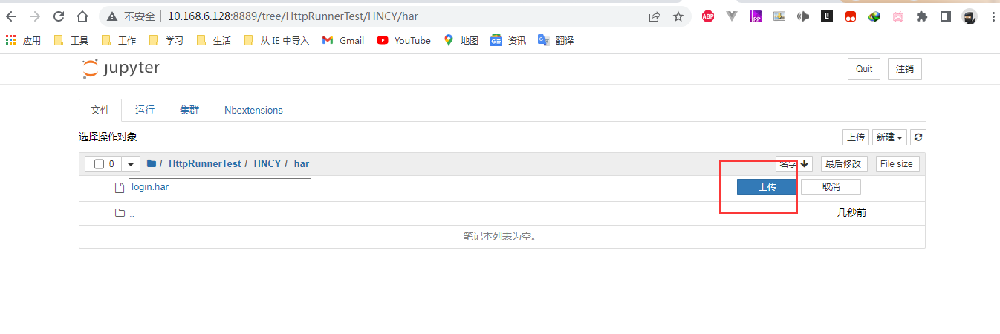 不安全 | 10.168.6.128:8889/tree/HttpRunnerTest/HNCY/har
应用 工具 工作 学习 生活 从 IE 中导入 Gmail YouTube 地图 资讯 翻译
jupyter Quit 注销
文件 运行 集群 Nbextensions
选择操作对象. 上传 新建
0 / HttpRunnerTest / HNCY / har 名字 最后修改 File size
login.har 上传 取消
.. 几秒前
笔记本列表为空。